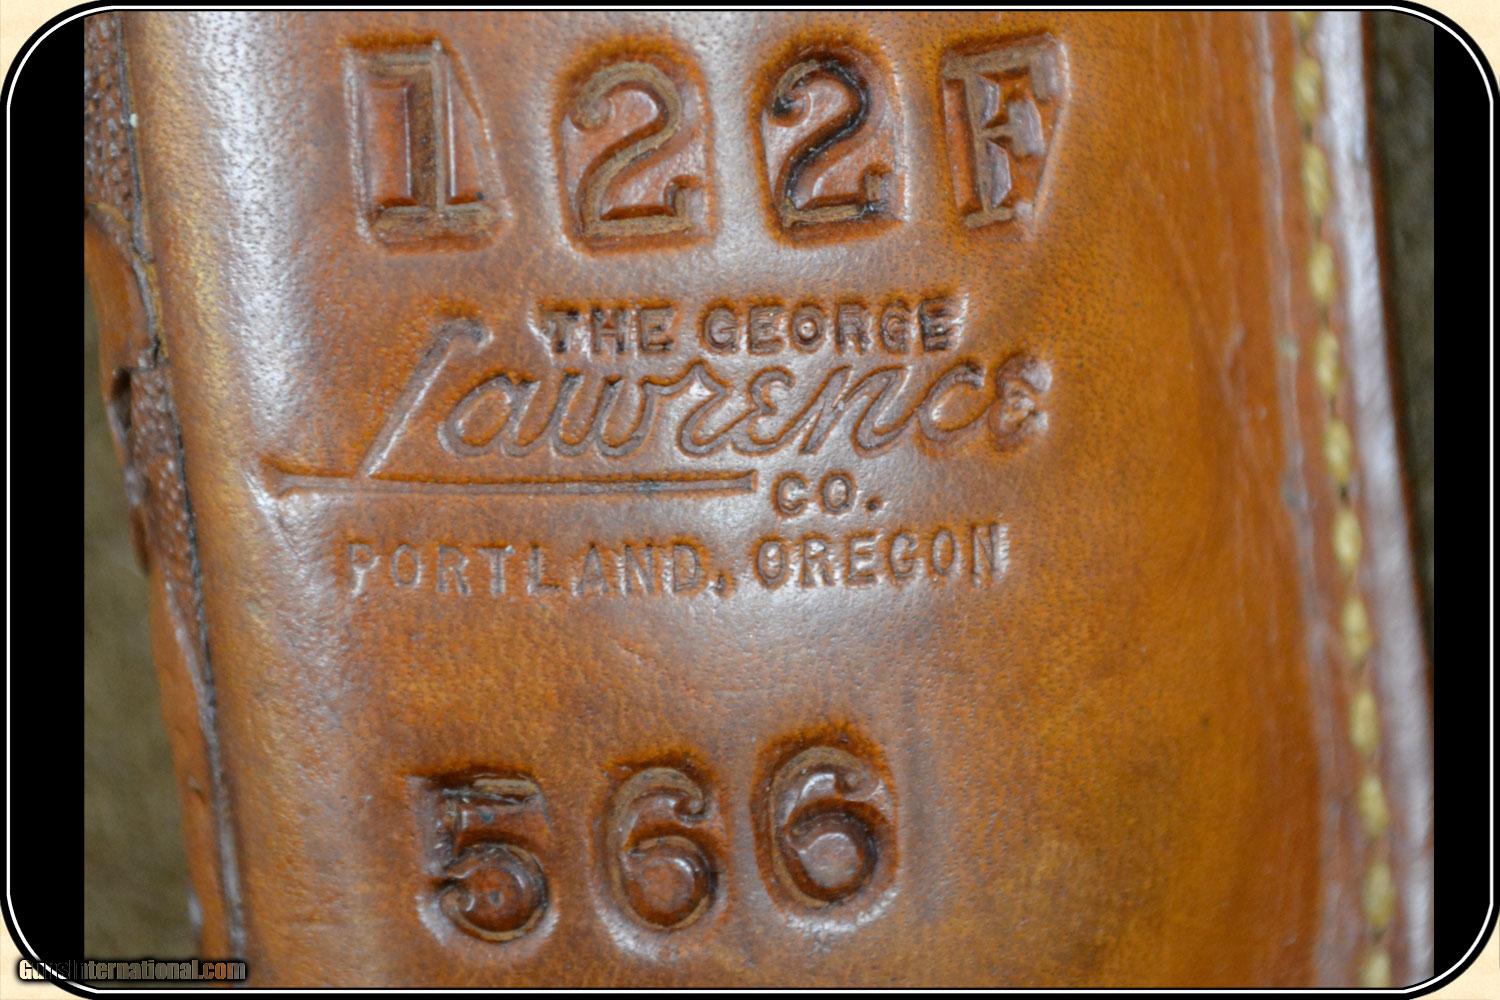 122F
THE GEORGE
Lawrence
CO.
PORTLAND, OREGON
566
GunsInternational.com